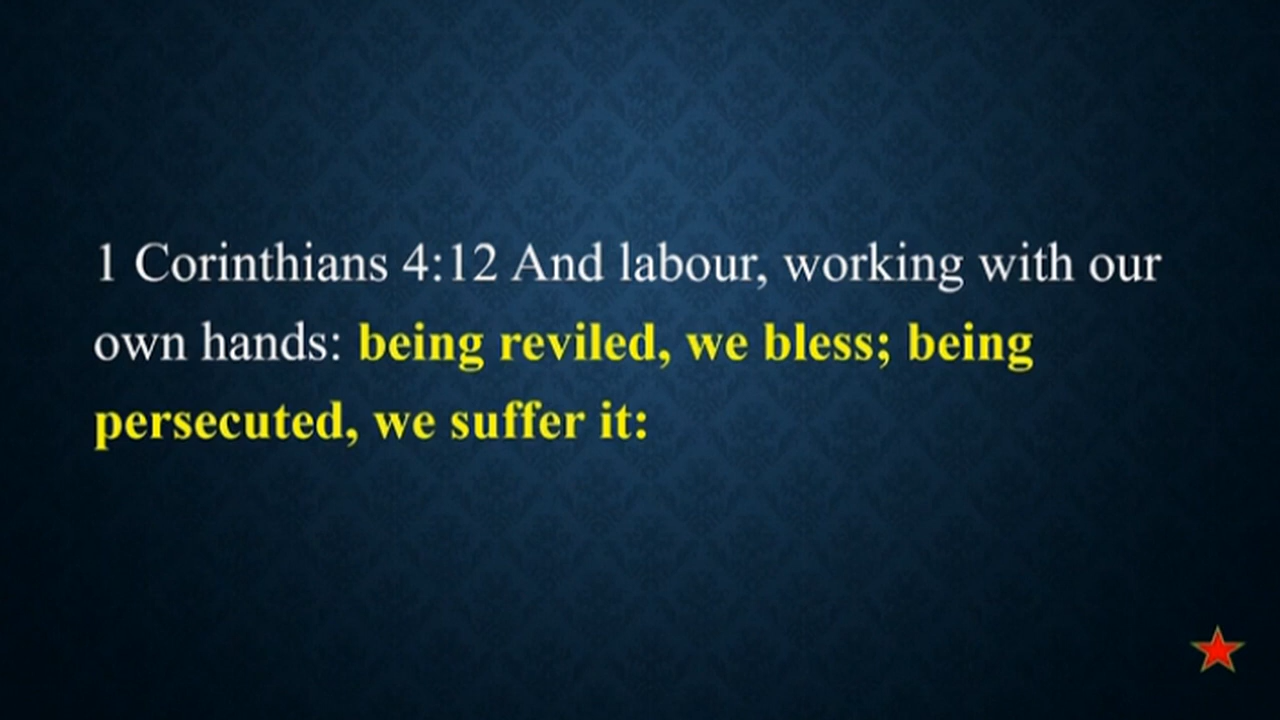 1 Corinthians 4:12 And labour, working with our
own hands: being reviled, we bless; being
persecuted, we suffer it: